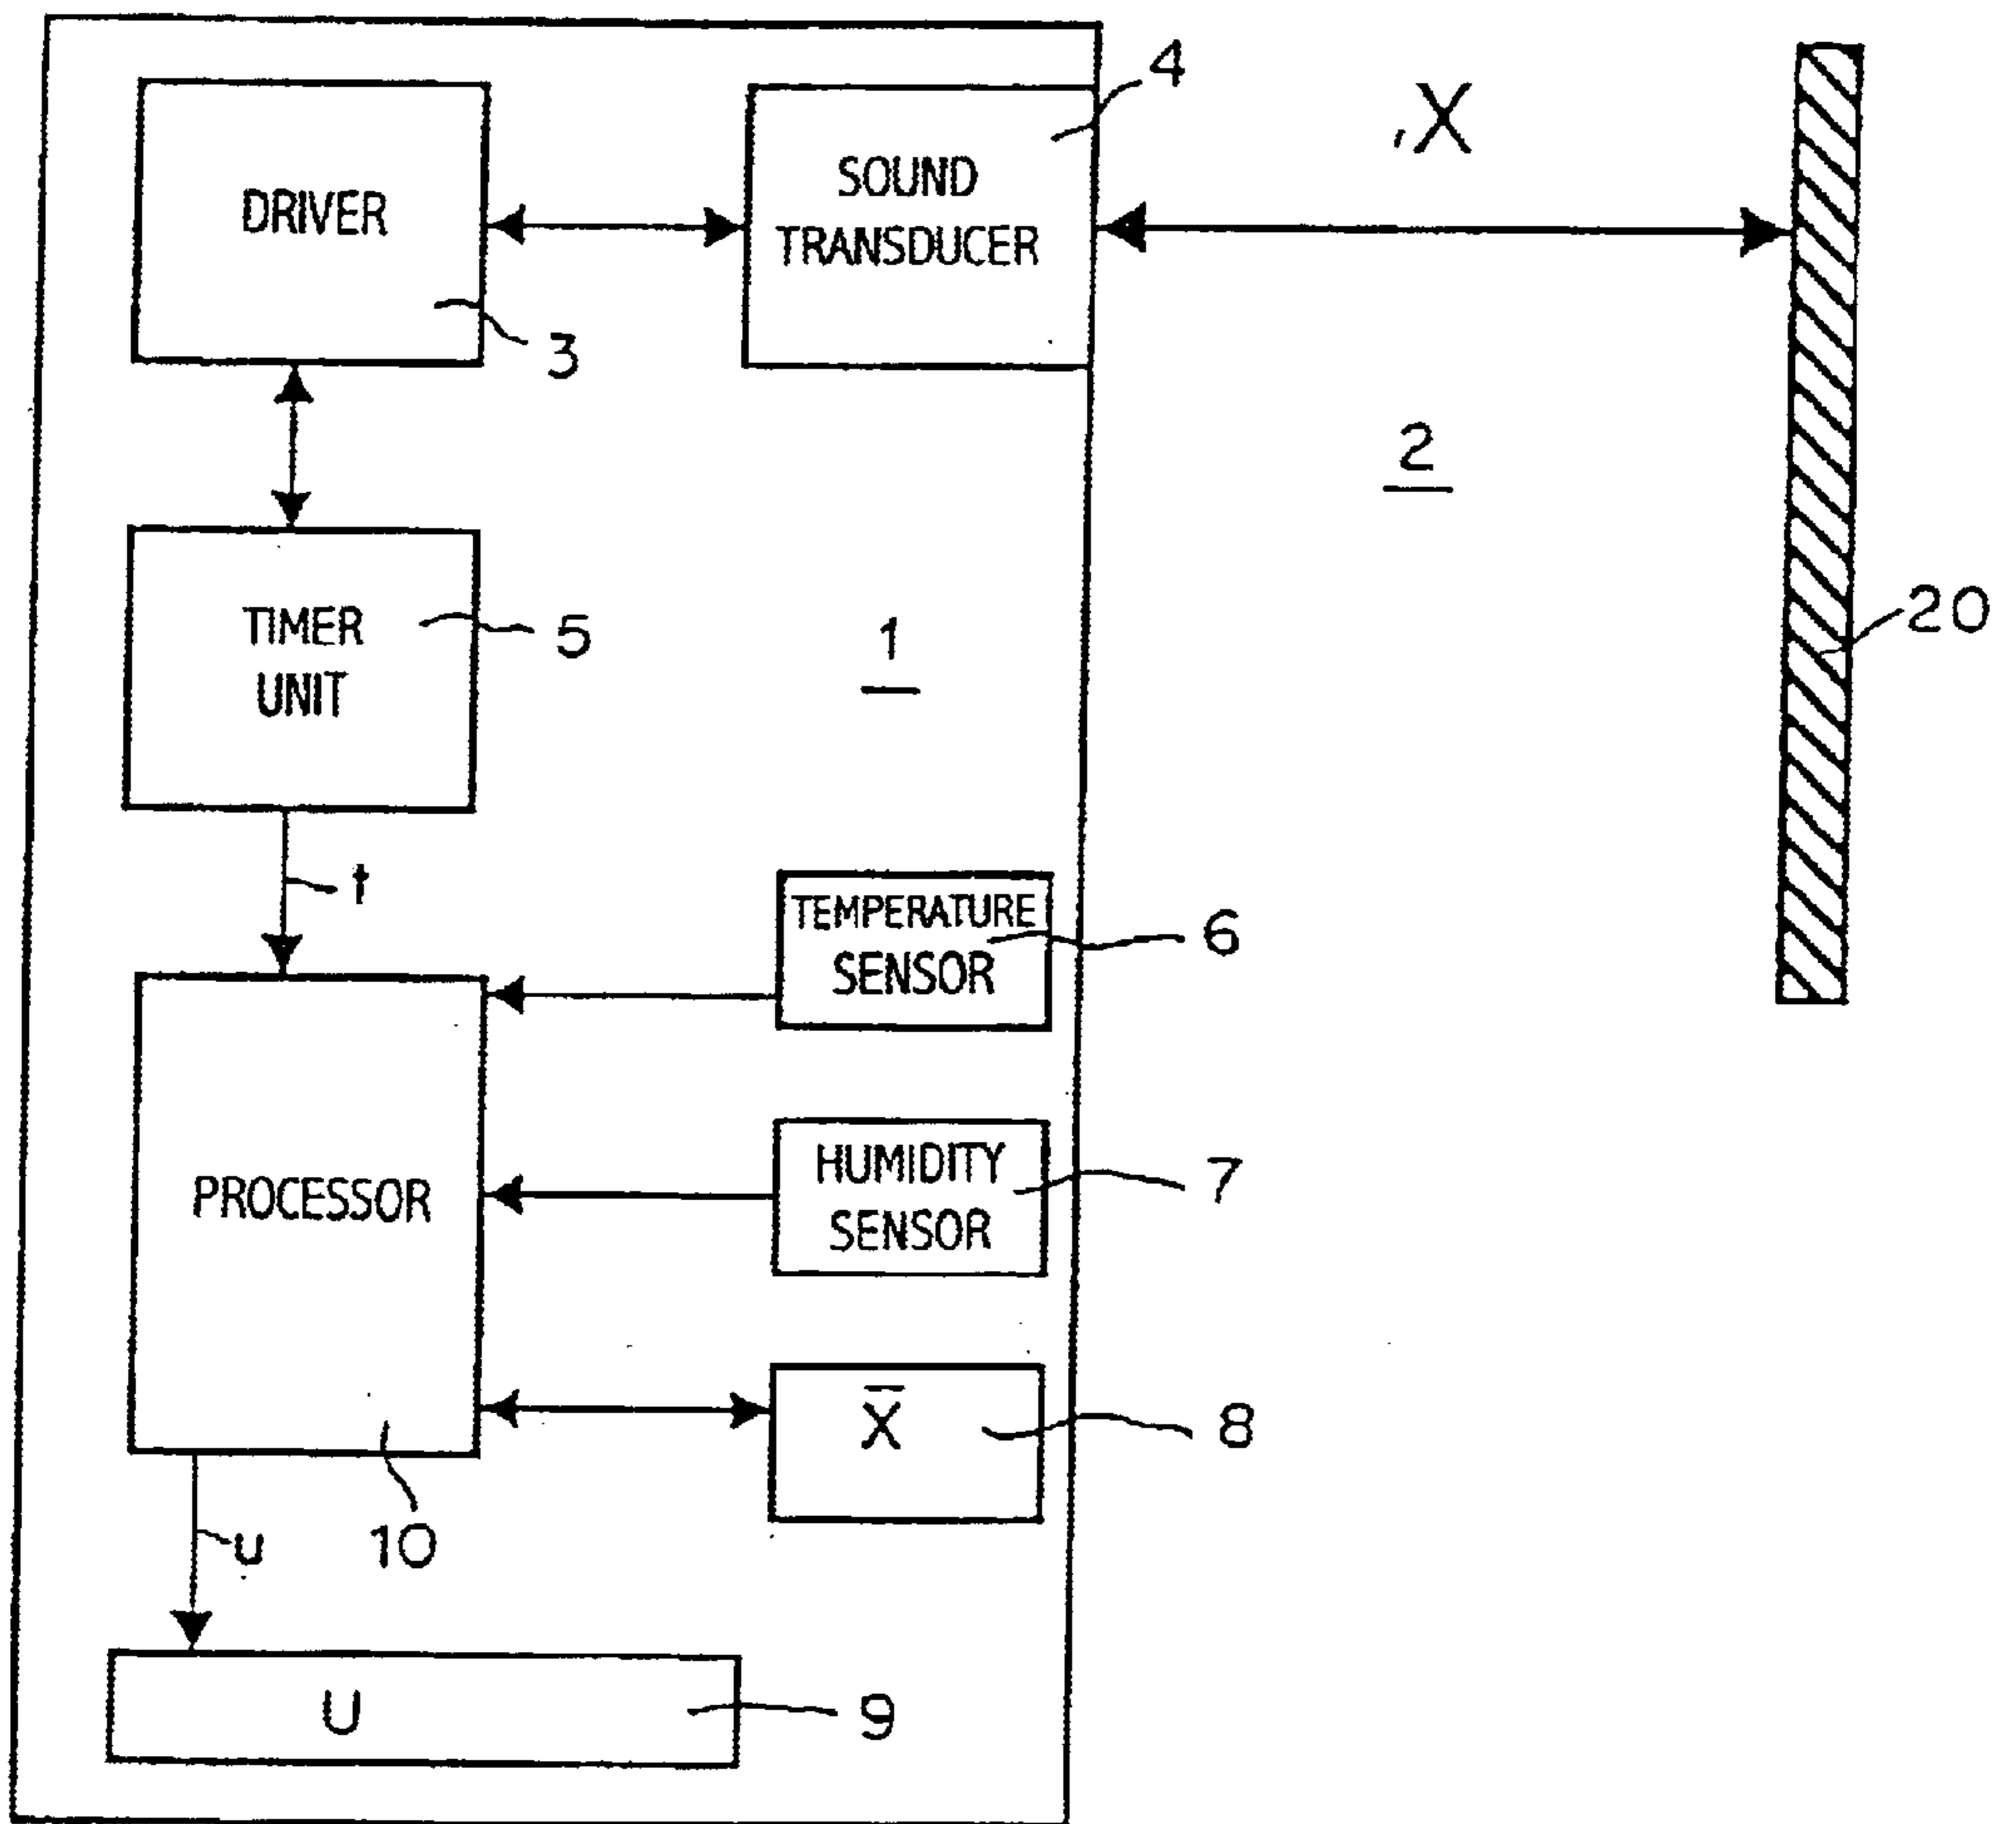 4
X
DRIVER
SOUND
TRANSDUCER
3
2
TIMER
UNIT
5
1
20
t
TEMPERATURE
SENSOR
6
PROCESSOR
HUMIDITY
SENSOR
7
X̅
8
u
10
U
9